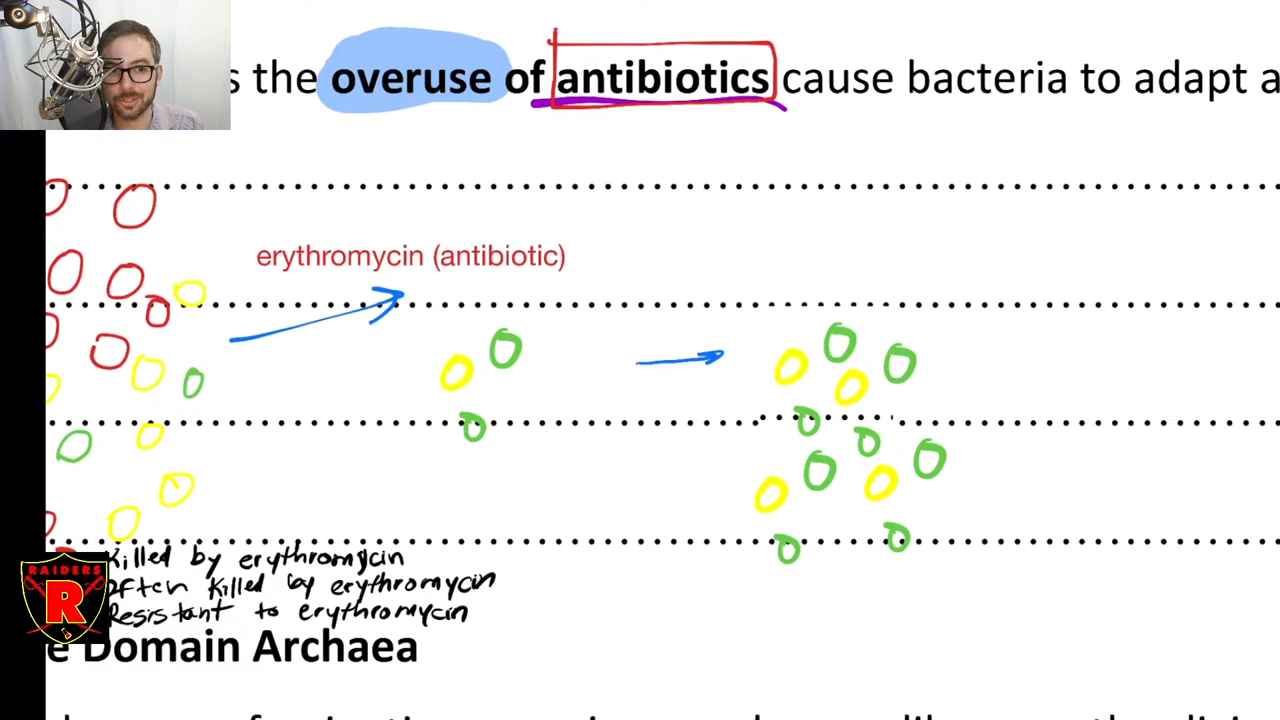 s the overuse of antibiotics cause bacteria to adapt a
erythromycin (antibiotic)
Killed by erythromycin
Often killed by erythromycin
Resistant to erythromycin
RAIDERS
R
e Domain Archaea